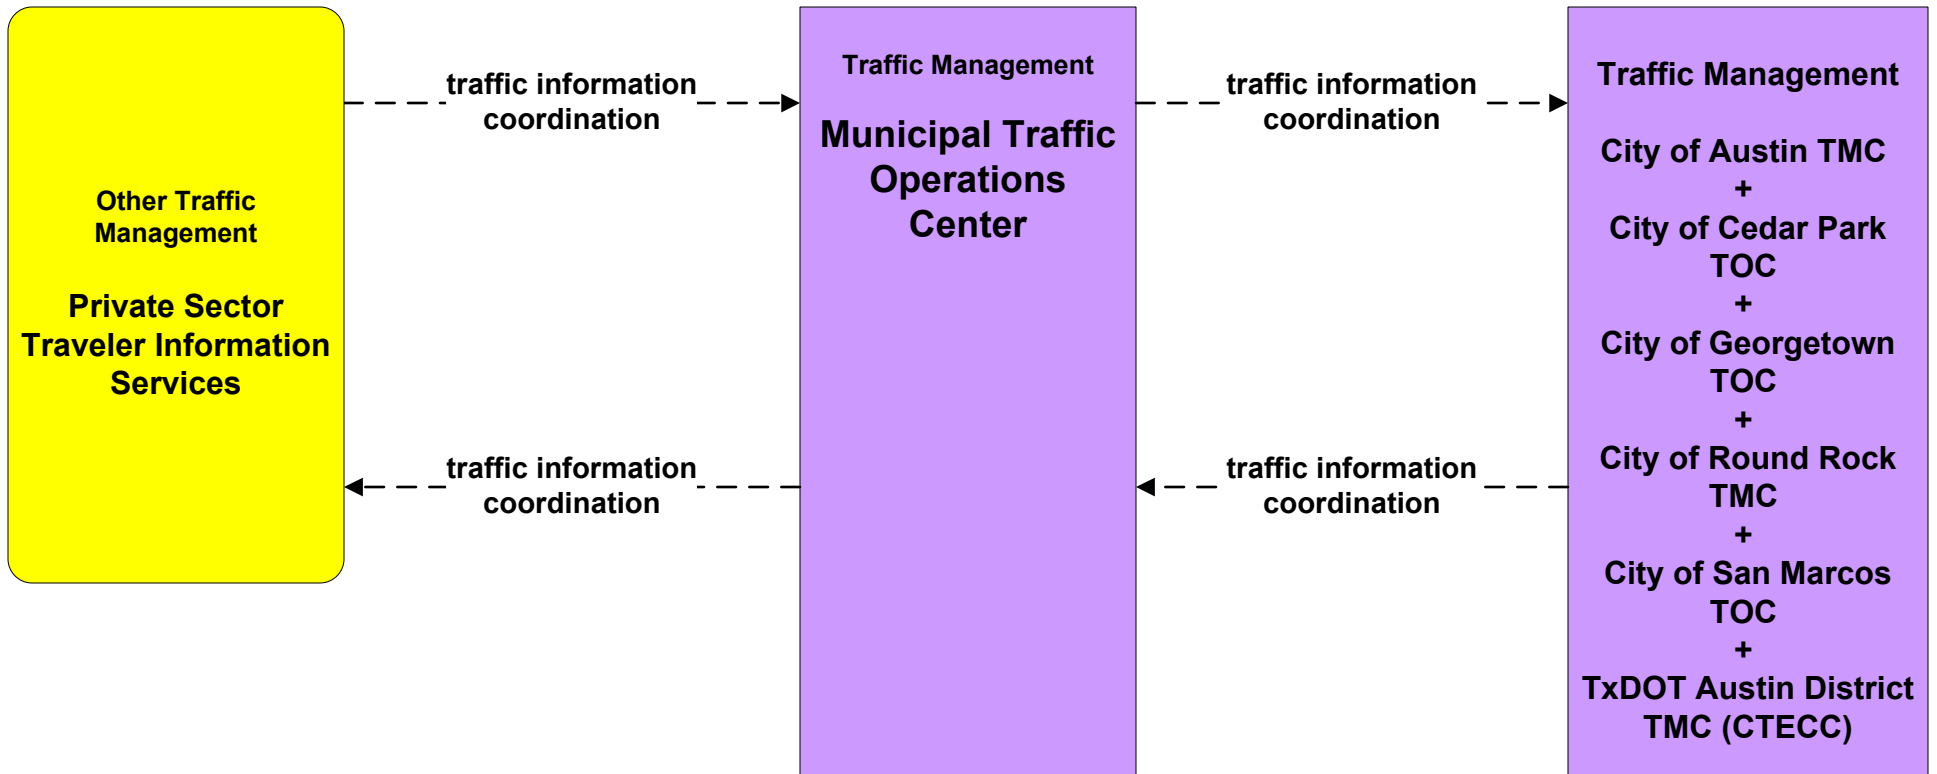 Other Traffic
Management
Private Sector
Traveler Information
Services
traffic information
coordination
traffic information
coordination
Traffic Management
Municipal Traffic
Operations
Center
traffic information
coordination
traffic information
coordination
Traffic Management
City of Austin TMC
+
City of Cedar Park
TOC
+
City of Georgetown
TOC
+
City of Round Rock
TMC
+
City of San Marcos
TOC
+
TxDOT Austin District
TMC (CTECC)